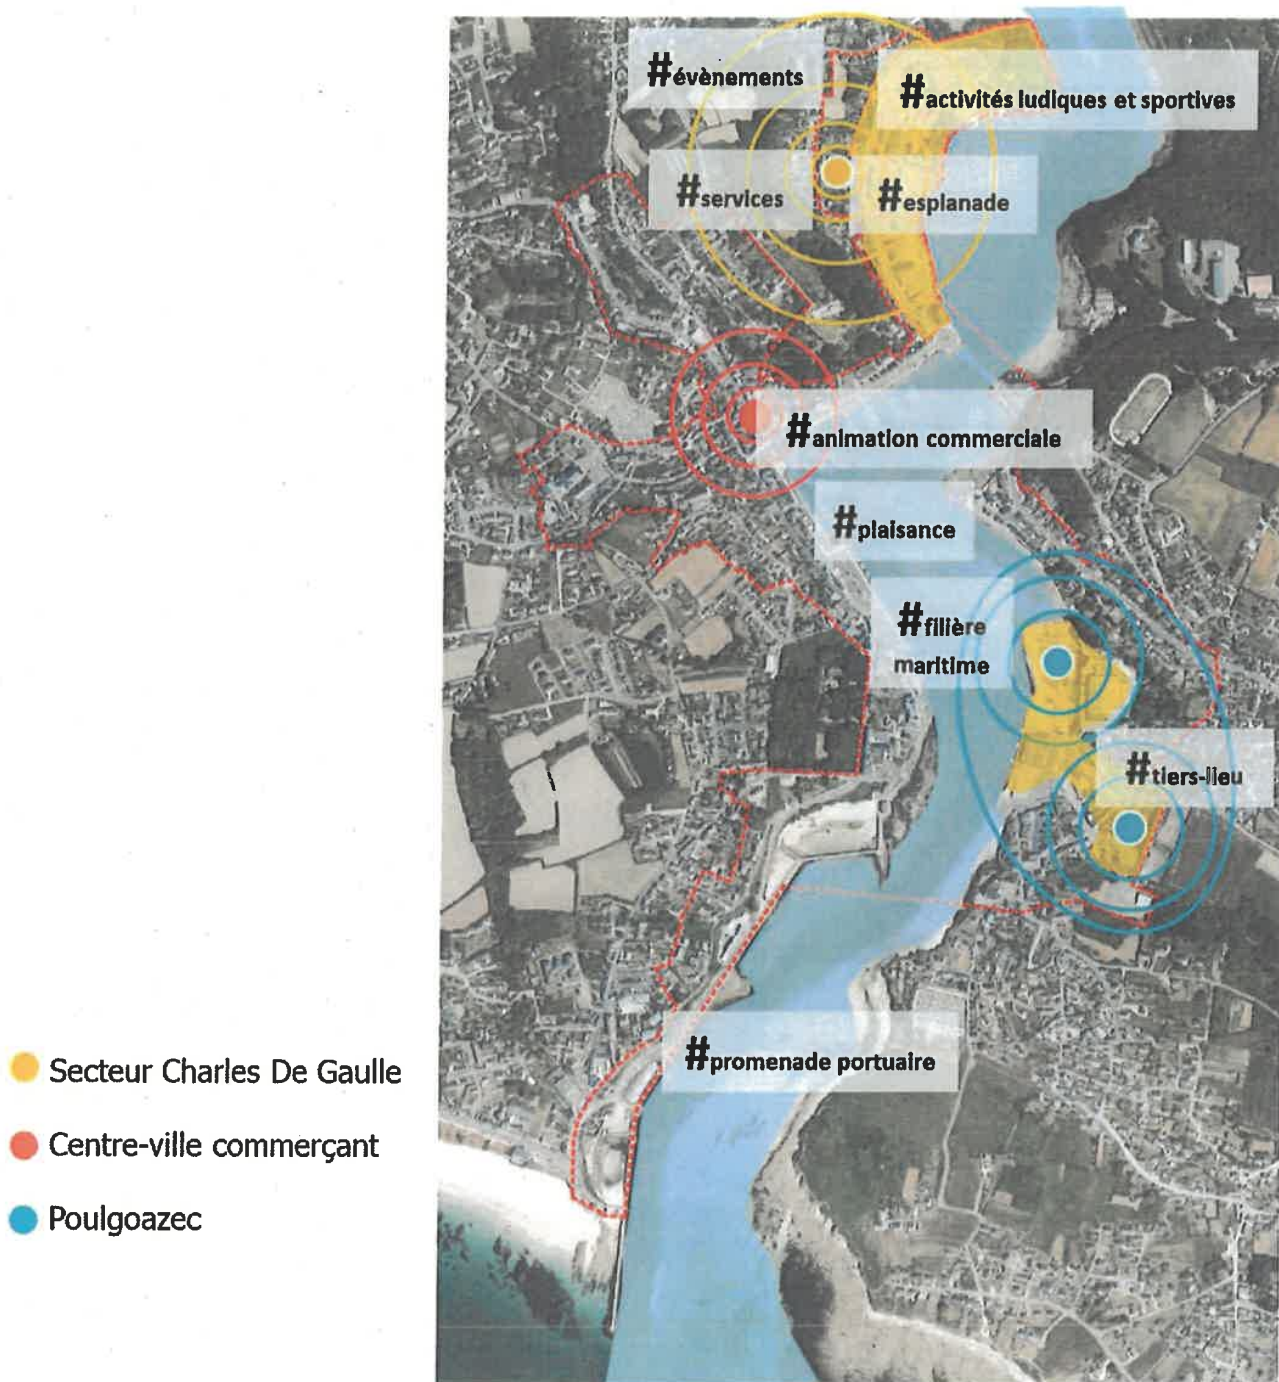 #évènements
#activités ludiques et sportives
#services
#esplanade
#animation commerciale
#plaisance
#filière
maritime
#tiers-lieu
#promenade portuaire
Secteur Charles De Gaulle
Centre-ville commerçant
Poulgoazec